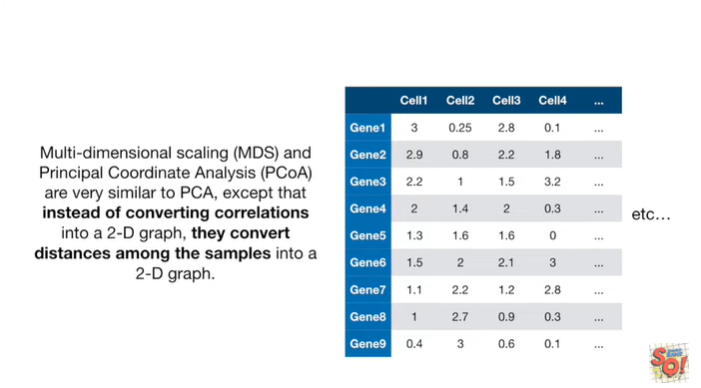 Multi-dimensional scaling (MDS) and
Principal Coordinate Analysis (PCoA)
are very similar to PCA, except that
instead of converting correlations
into a 2-D graph, they convert
distances among the samples into a
2-D graph.
Cell1 Cell2 Cell3 Cell4 ...
Gene1 3 0.25 2.8 0.1 ...
Gene2 2.9 0.8 2.2 1.8 ...
Gene3 2.2 1 1.5 3.2 ...
Gene4 2 1.4 2 0.3 ...
Gene5 1.3 1.6 1.6 0 ...
Gene6 1.5 2 2.1 3 ...
Gene7 1.1 2.2 1.2 2.8 ...
Gene8 1 2.7 0.9 0.3 ...
Gene9 0.4 3 0.6 0.1 ...
etc...
SQ!